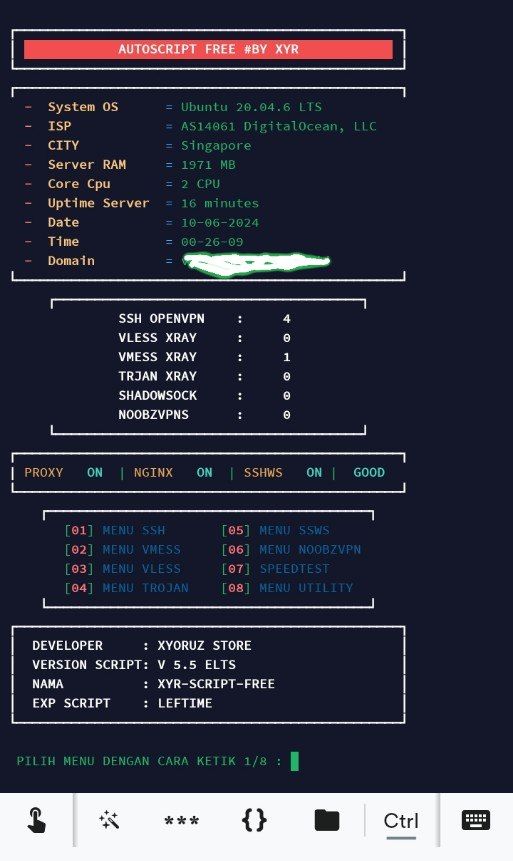 AUTOSCRIPT FREE #BY XYR
- System OS = Ubuntu 20.04.6 LTS
- ISP = AS14061 DigitalOcean, LLC
- CITY = Singapore
- Server RAM = 1971 MB
- Core Cpu = 2 CPU
- Uptime Server = 16 minutes
- Date = 10-06-2024
- Time = 00-26-09
- Domain =
SSH OPENVPN : 4
VLESS XRAY : 0
VMESS XRAY : 1
TRJAN XRAY : 0
SHADOWSOCK : 0
NOOBZVPNS : 0
PROXY ON | NGINX ON | SSHWS ON | GOOD
[01] MENU SSH [05] MENU SSWS
[02] MENU VMESS [06] MENU NOOBZVPN
[03] MENU VLESS [07] SPEEDTEST
[04] MENU TROJAN [08] MENU UTILITY
DEVELOPER : XYORUZ STORE
VERSION SCRIPT: V 5.5 ELTS
NAMA : XYR-SCRIPT-FREE
EXP SCRIPT : LEFTIME
PILIH MENU DENGAN CARA KETIK 1/8 :
*** {} Ctrl